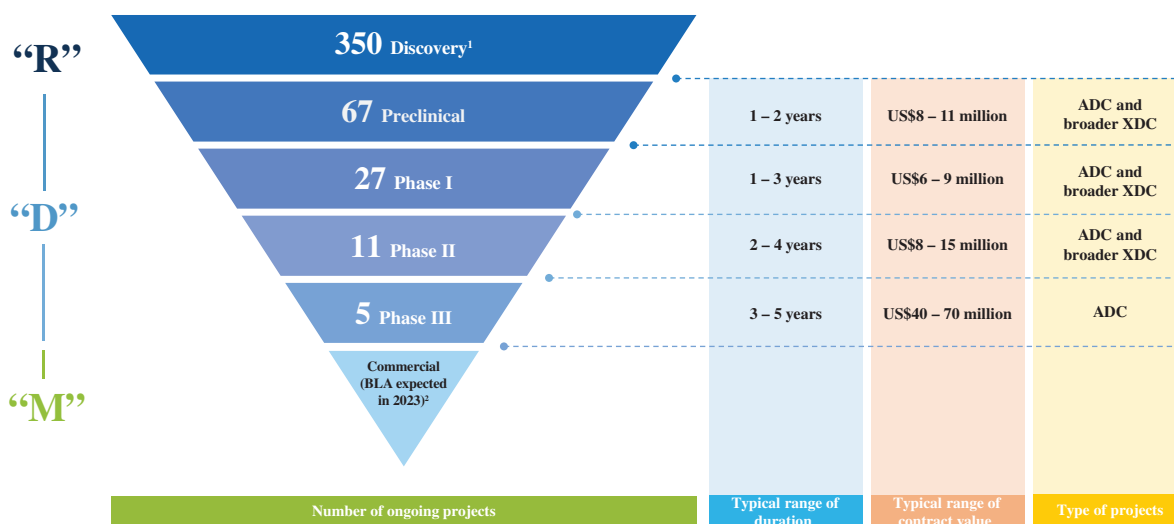 “R”
350 Discovery¹
67 Preclinical
1 – 2 years
US$8 – 11 million
ADC and
broader XDC
27 Phase I
1 – 3 years
US$6 – 9 million
ADC and
broader XDC
“D”
11 Phase II
2 – 4 years
US$8 – 15 million
ADC and
broader XDC
5 Phase III
3 – 5 years
US$40 – 70 million
ADC
Commercial
(BLA expected
in 2023)²
“M”
Number of ongoing projects
Typical range of
duration
Typical range of
contract value
Type of projects